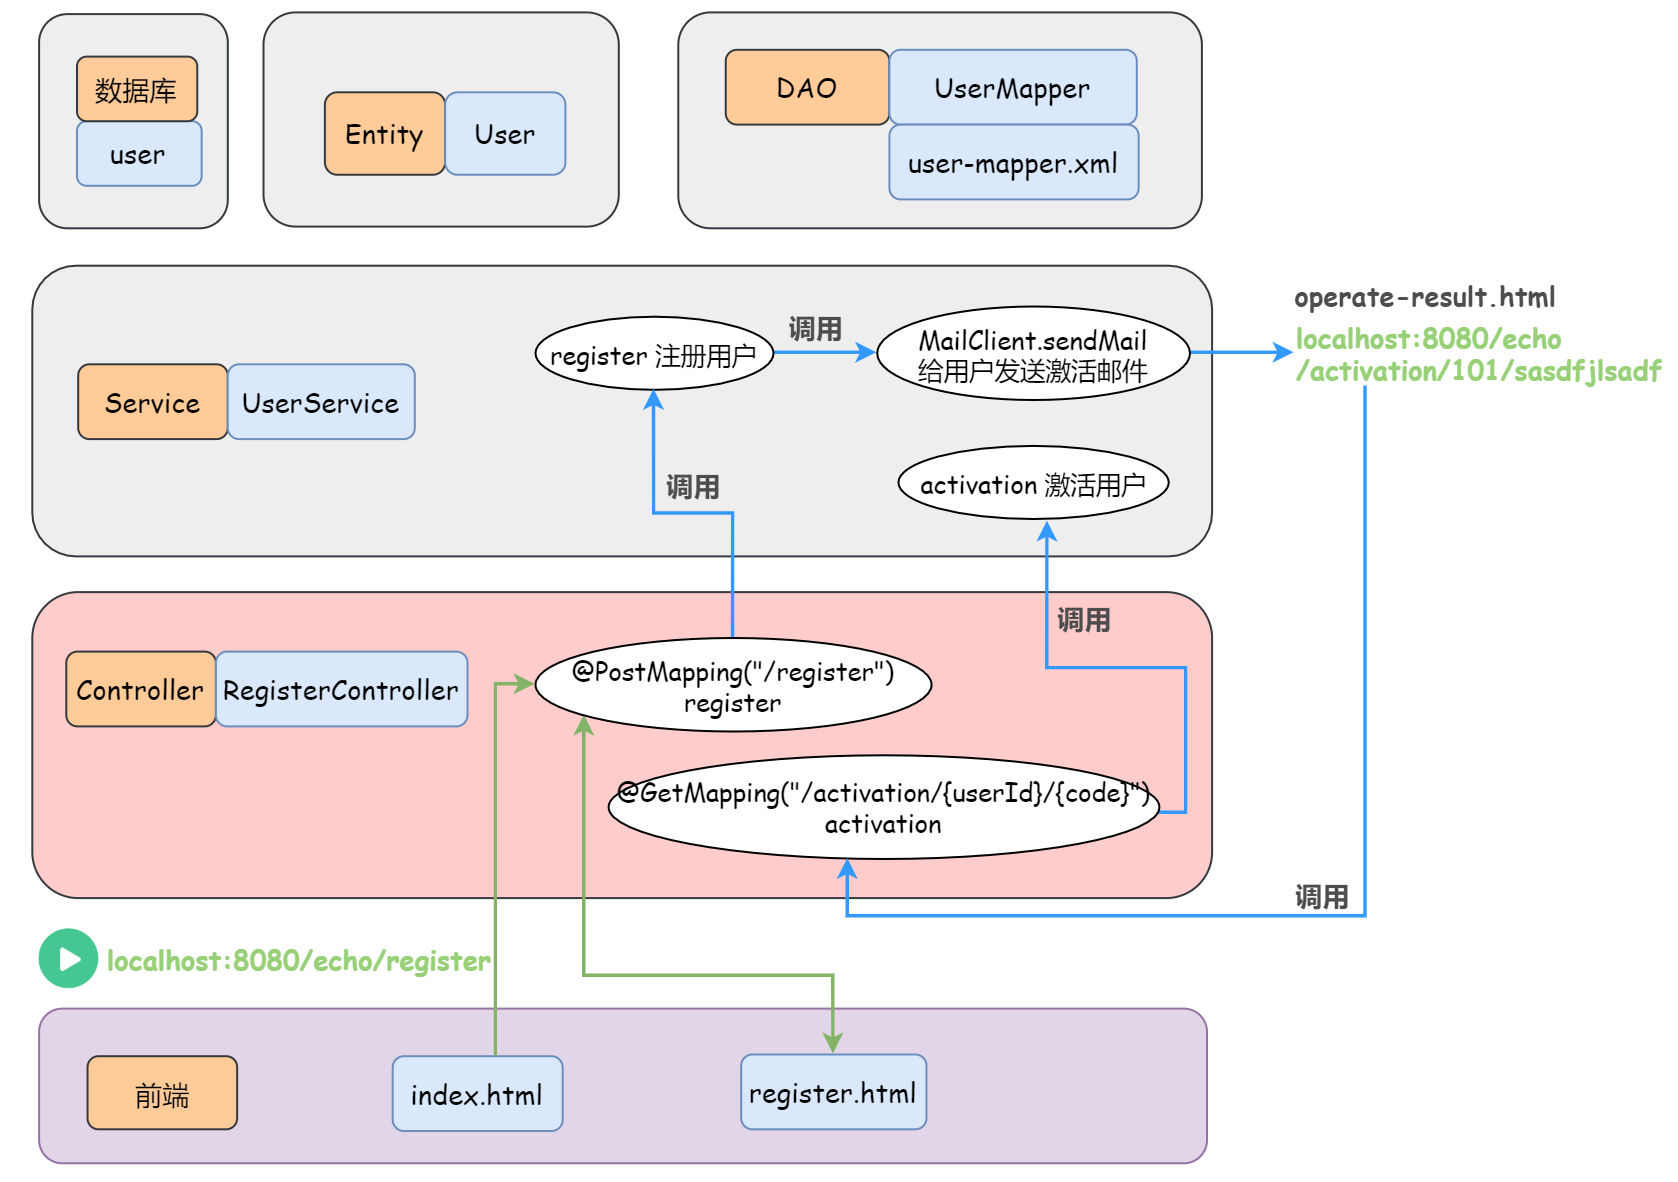 数据库
user
Entity
User
DAO
UserMapper
user-mapper.xml
operate-result.html
localhost:8080/echo
/activation/101/sasdfjlsadf
Service
UserService
register 注册用户
调用
MailClient.sendMail
给用户发送激活邮件
调用
activation 激活用户
调用
Controller
RegisterController
@PostMapping("/register")
register
@GetMapping("/activation/{userId}/{code}")
activation
调用
localhost:8080/echo/register
前端
index.html
register.html